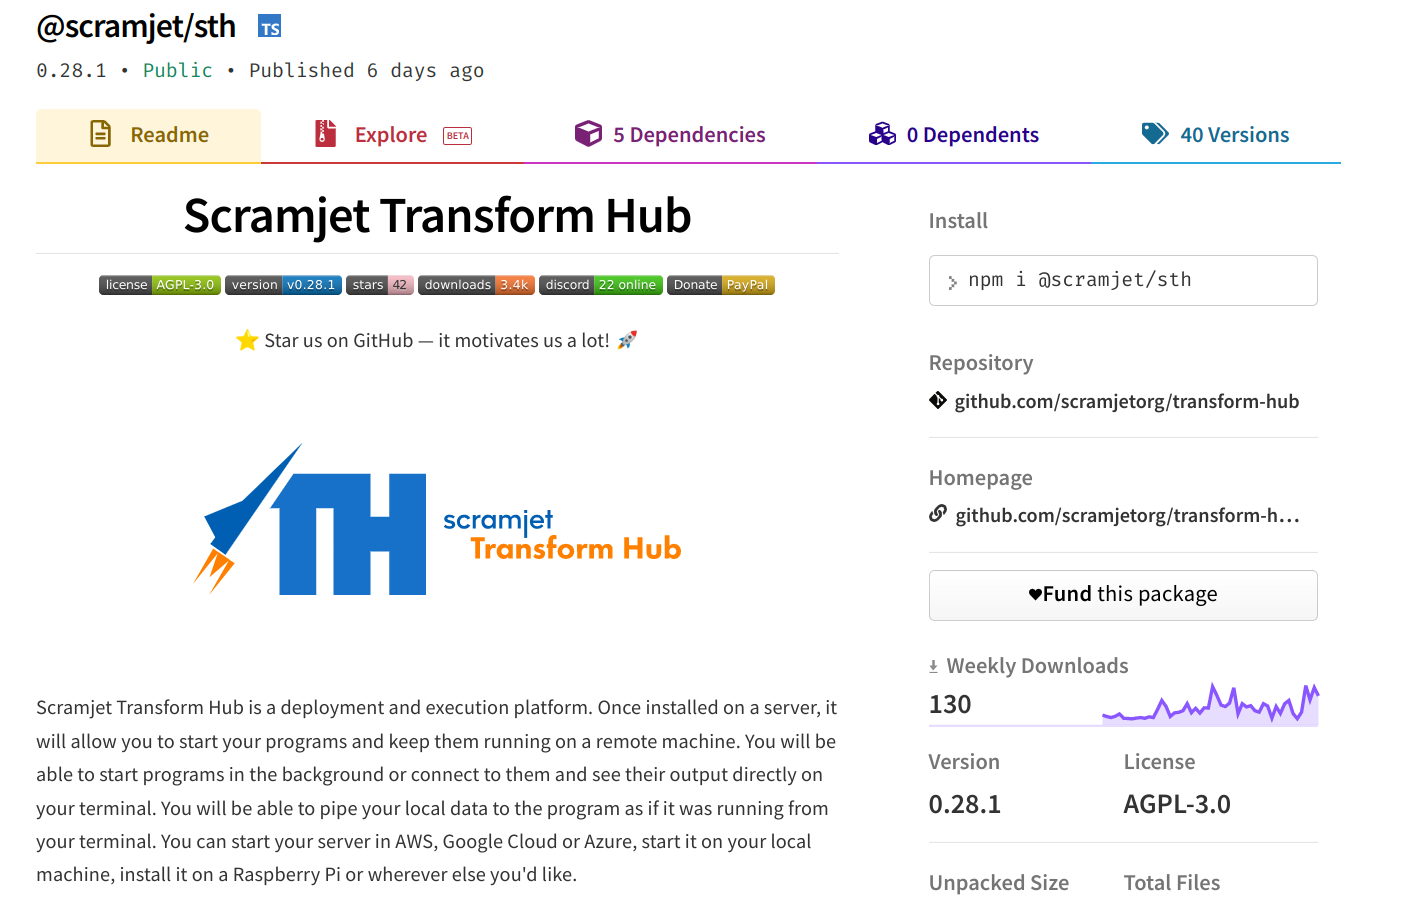 @scramjet/sth TS
0.28.1 • Public • Published 6 days ago
Readme
Explore BETA
5 Dependencies
0 Dependents
40 Versions
Scramjet Transform Hub
license AGPL-3.0 version v0.28.1 stars 42 downloads 3.4k discord 22 online Donate PayPal
⭐ Star us on GitHub — it motivates us a lot! 🚀
TH
scramjet
Transform Hub
Scramjet Transform Hub is a deployment and execution platform. Once installed on a server, it
will allow you to start your programs and keep them running on a remote machine. You will be
able to start programs in the background or connect to them and see their output directly on
your terminal. You will be able to pipe your local data to the program as if it was running from
your terminal. You can start your server in AWS, Google Cloud or Azure, start it on your local
machine, install it on a Raspberry Pi or wherever else you'd like.
Install
npm i @scramjet/sth
Repository
github.com/scramjetorg/transform-hub
Homepage
github.com/scramjetorg/transform-h...
♥Fund this package
Weekly Downloads
130
Version
0.28.1
License
AGPL-3.0
Unpacked Size
Total Files